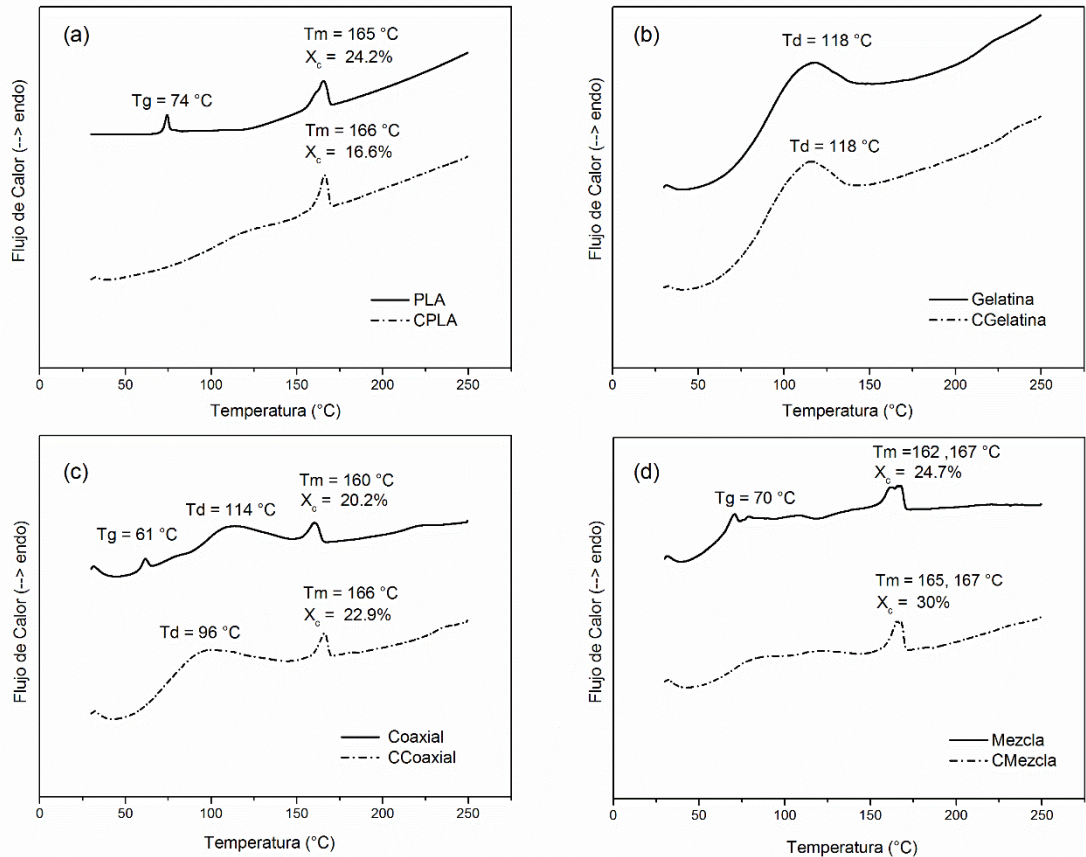 (a)
Tm = 165 °C
Xc = 24.2%
Tg = 74 °C
Tm = 166 °C
Xc = 16.6%
Flujo de Calor (--> endo)
PLA
CPLA
0 50 100 150 200 250
Temperatura (°C)
(b)
Td = 118 °C
Td = 118 °C
Flujo de Calor (--> endo)
Gelatina
CGelatina
0 50 100 150 200 250
Temperatura (°C)
(c)
Tm = 160 °C
Xc = 20.2%
Td = 114 °C
Tg = 61 °C
Tm = 166 °C
Xc = 22.9%
Td = 96 °C
Flujo de Calor (--> endo)
Coaxial
CCoaxial
0 50 100 150 200 250
Temperatura (°C)
(d)
Tm =162 ,167 °C
Xc = 24.7%
Tg = 70 °C
Tm = 165, 167 °C
Xc = 30%
Flujo de Calor (--> endo)
Mezcla
CMezcla
0 50 100 150 200 250
Temperatura (°C)